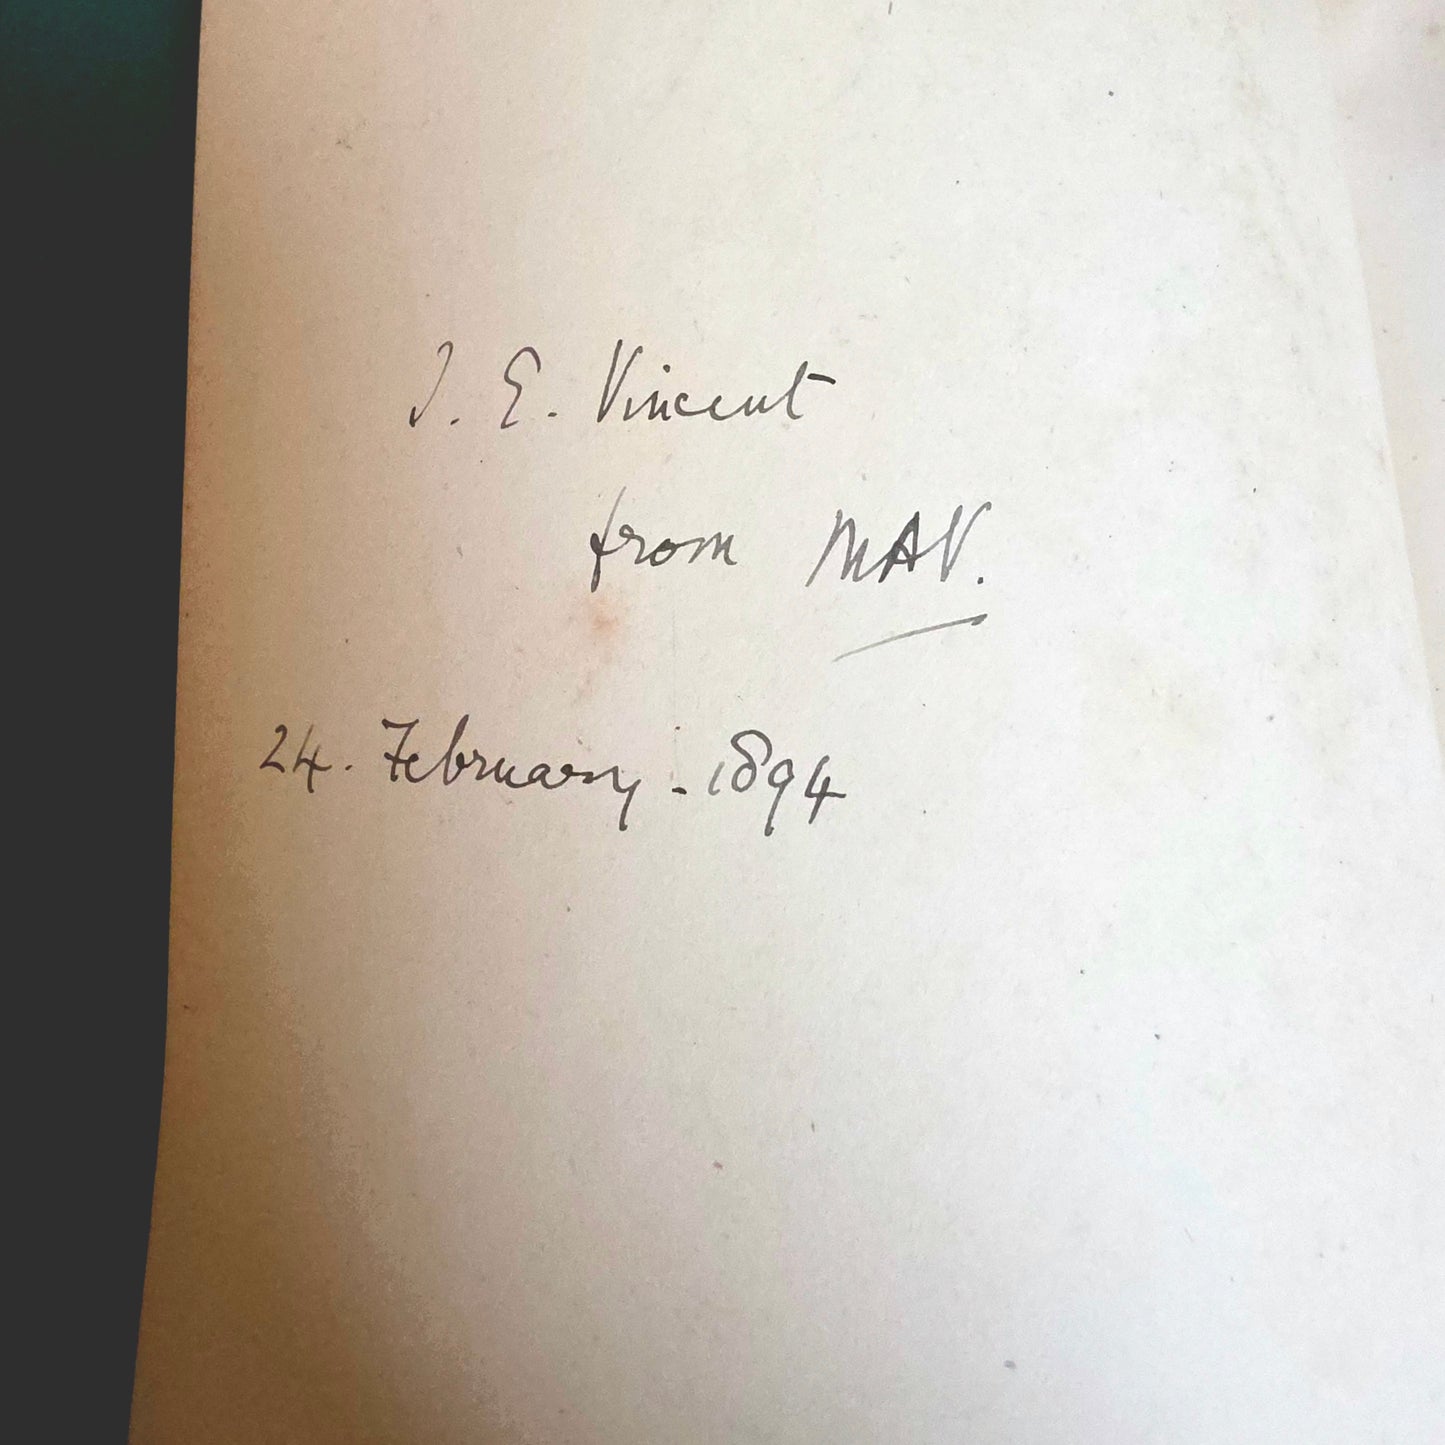 J. E. Vincent
from MAV.
24. February - 1894